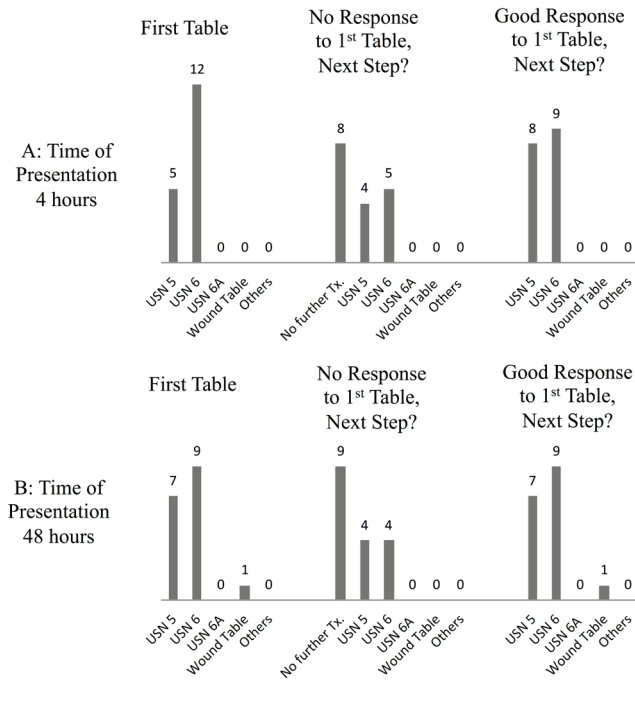 First Table
No Response
to 1st Table,
Next Step?
Good Response
to 1st Table,
Next Step?
A: Time of
Presentation
4 hours
5
12
0
0
0
8
4
5
0
0
0
8
9
0
0
0
USN 5
USN 6
USN 6A
Wound Table
Others
No further Tx.
USN 5
USN 6
USN 6A
Wound Table
Others
USN 5
USN 6
USN 6A
Wound Table
Others
First Table
No Response
to 1st Table,
Next Step?
Good Response
to 1st Table,
Next Step?
B: Time of
Presentation
48 hours
7
9
0
1
0
9
4
4
0
0
0
7
9
0
1
0
USN 5
USN 6
USN 6A
Wound Table
Others
No further Tx.
USN 5
USN 6
USN 6A
Wound Table
Others
USN 5
USN 6
USN 6A
Wound Table
Others